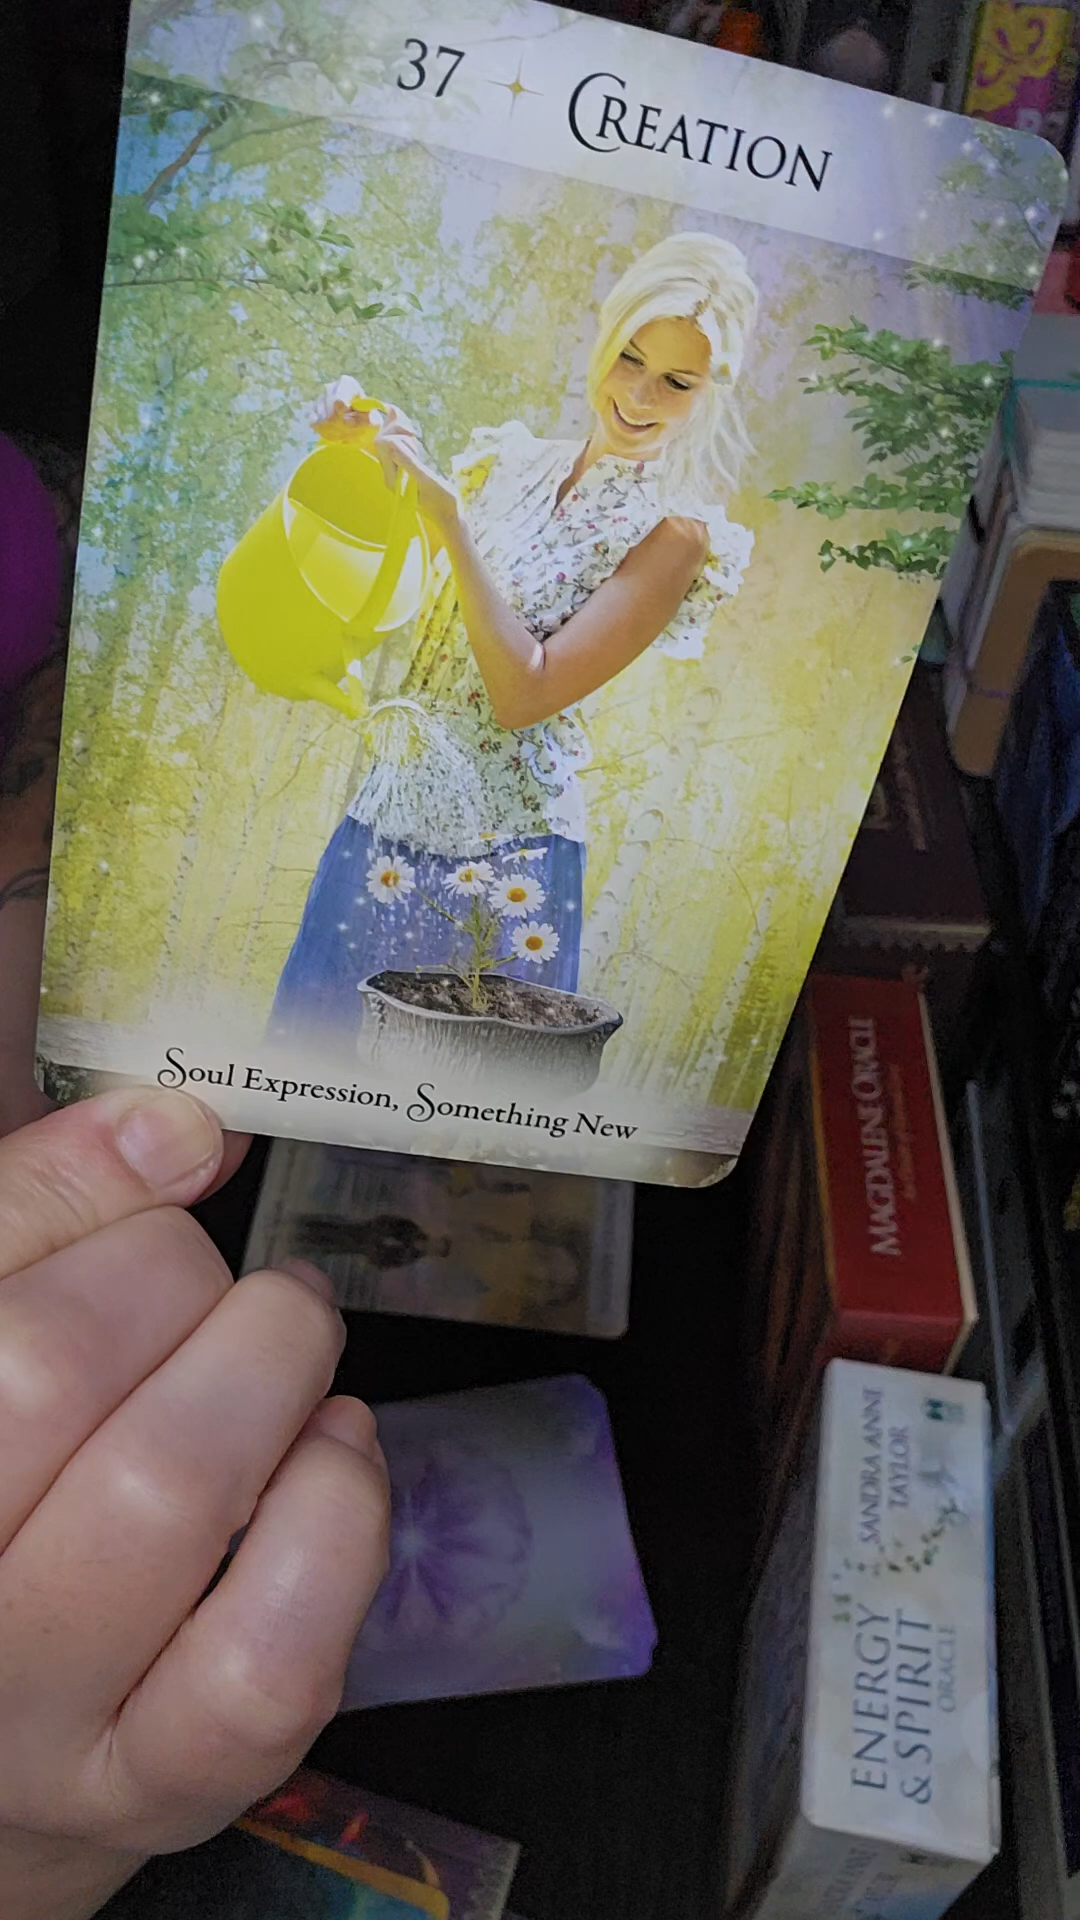 37 CREATION
Soul Expression, Something New
MAGDALENE ORACLE
SANDRA ANNE
TAYLOR
ENERGY
& SPIRIT
ORACLE